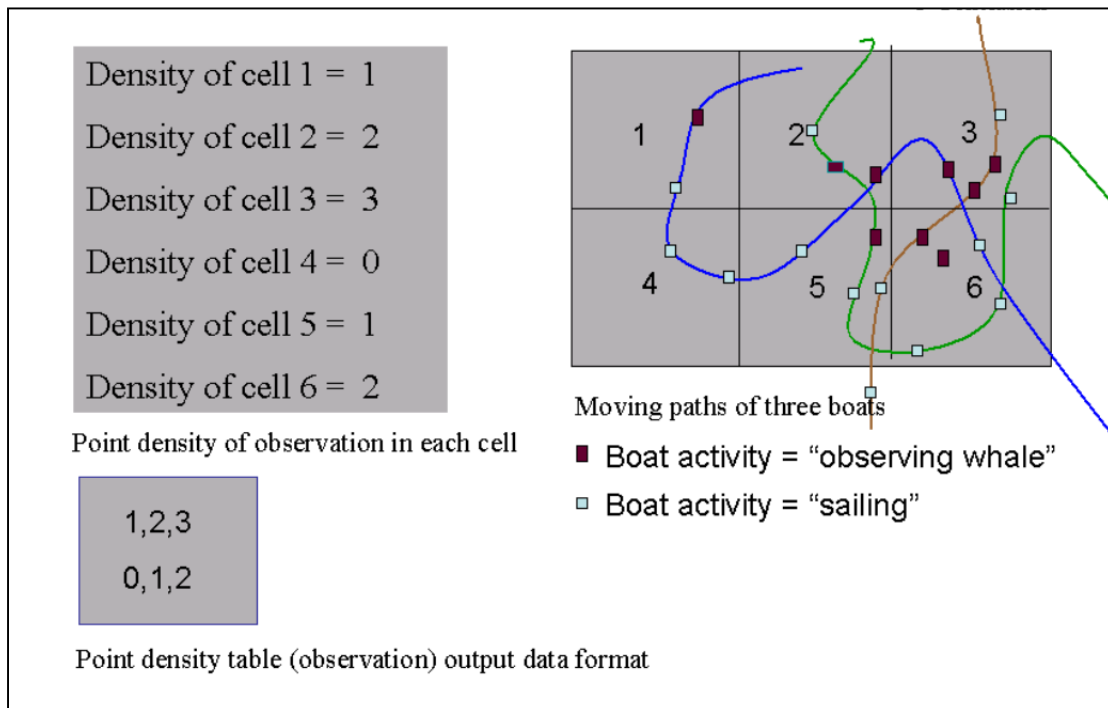 Density of cell 1 = 1
Density of cell 2 = 2
Density of cell 3 = 3
Density of cell 4 = 0
Density of cell 5 = 1
Density of cell 6 = 2
Point density of observation in each cell
1,2,3
0,1,2
Point density table (observation) output data format
1
2
3
4
5
6
Moving paths of three boats
Boat activity = “observing whale”
Boat activity = “sailing”